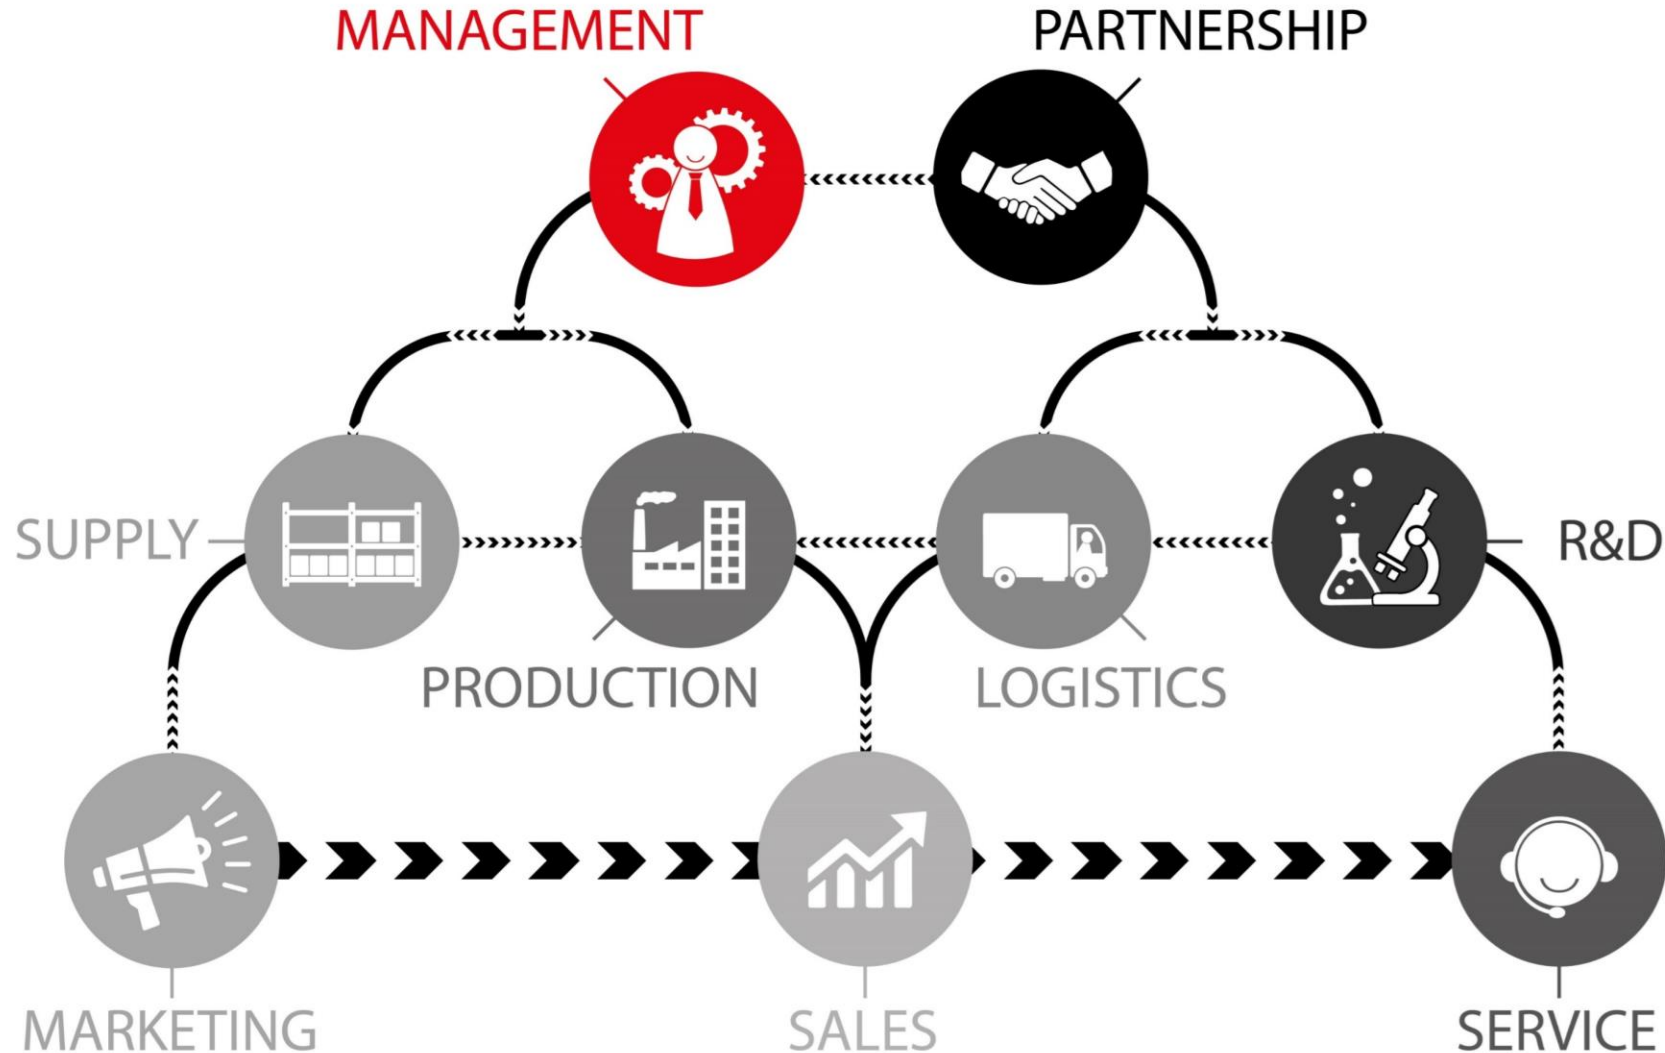 MANAGEMENT
PARTNERSHIP
SUPPLY
R&D
PRODUCTION
LOGISTICS
MARKETING
SALES
SERVICE